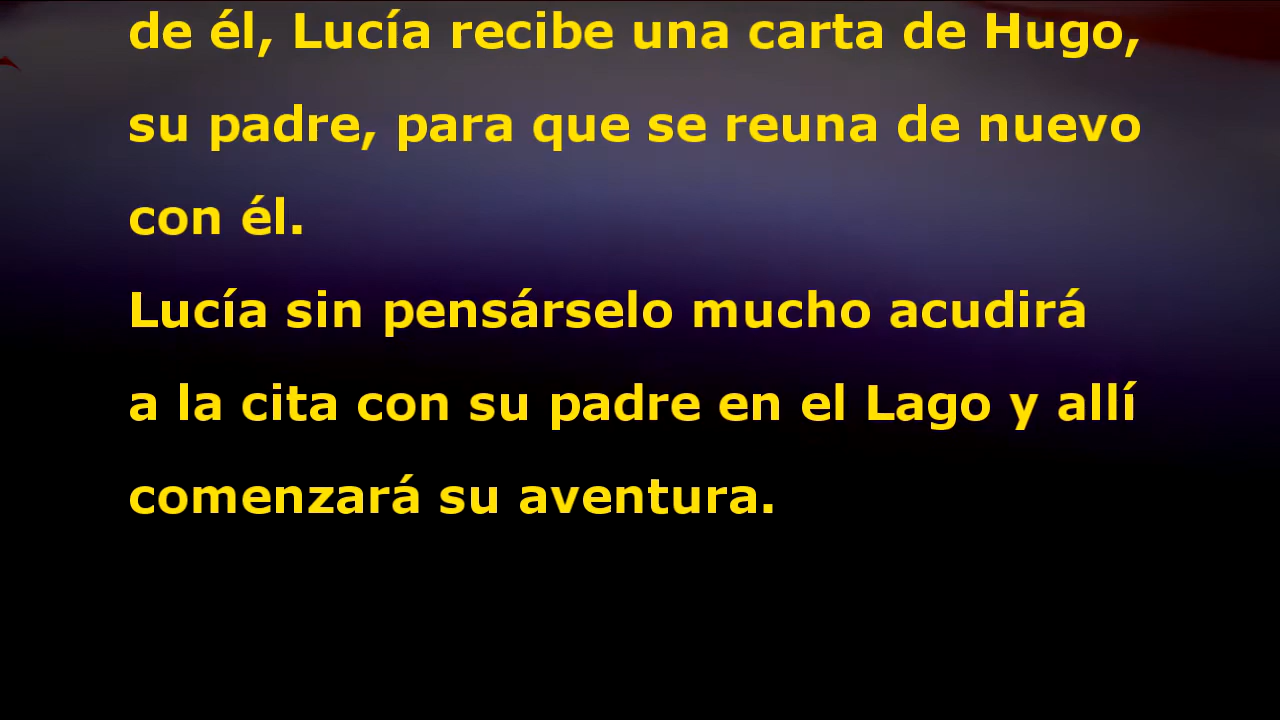 de él, Lucía recibe una carta de Hugo,
su padre, para que se reuna de nuevo
con él.
Lucía sin pensárselo mucho acudirá
a la cita con su padre en el Lago y allí
comenzará su aventura.